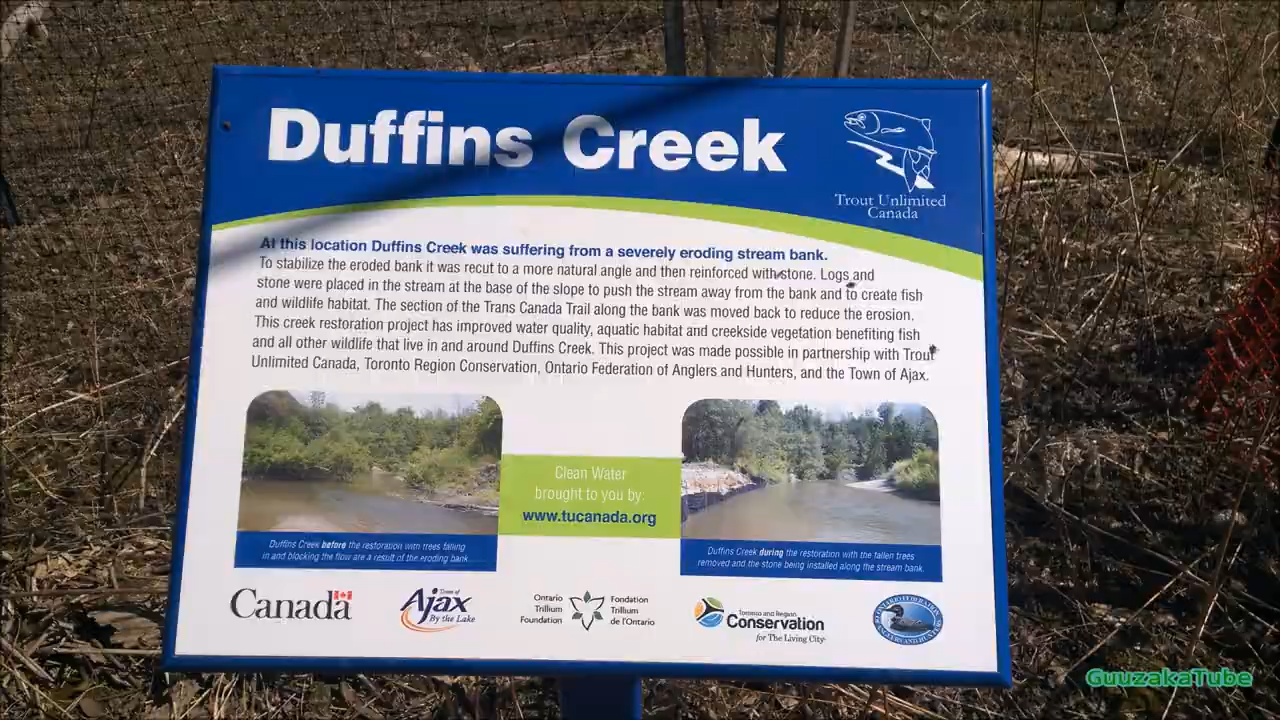 Duffins Creek
Trout Unlimited
Canada
At this location Duffins Creek was suffering from a severely eroding stream bank.
To stabilize the eroded bank it was recut to a more natural angle and then reinforced with stone. Logs and
stone were placed in the stream at the base of the slope to push the stream away from the bank and to create fish
and wildlife habitat. The section of the Trans Canada Trail along the bank was moved back to reduce the erosion.
This creek restoration project has improved water quality, aquatic habitat and creekside vegetation benefiting fish
and all other wildlife that live in and around Duffins Creek. This project was made possible in partnership with Trout
Unlimited Canada, Toronto Region Conservation, Ontario Federation of Anglers and Hunters, and the Town of Ajax.
Clean Water
brought to you by:
www.tucanada.org
Duffins Creek before the restoration with trees falling
in and blocking the flow are a result of the eroding bank.
Duffins Creek during the restoration with the fallen trees
removed and the stone being installed along the stream bank.
Canada
Town of
Ajax
By the Lake
Ontario
Trillium
Foundation
Fondation
Trillium
de l'Ontario
Toronto and Region
Conservation
for The Living City
ONTARIO FEDERATION
OF ANGLERS AND HUNTERS
GuuzakaTube